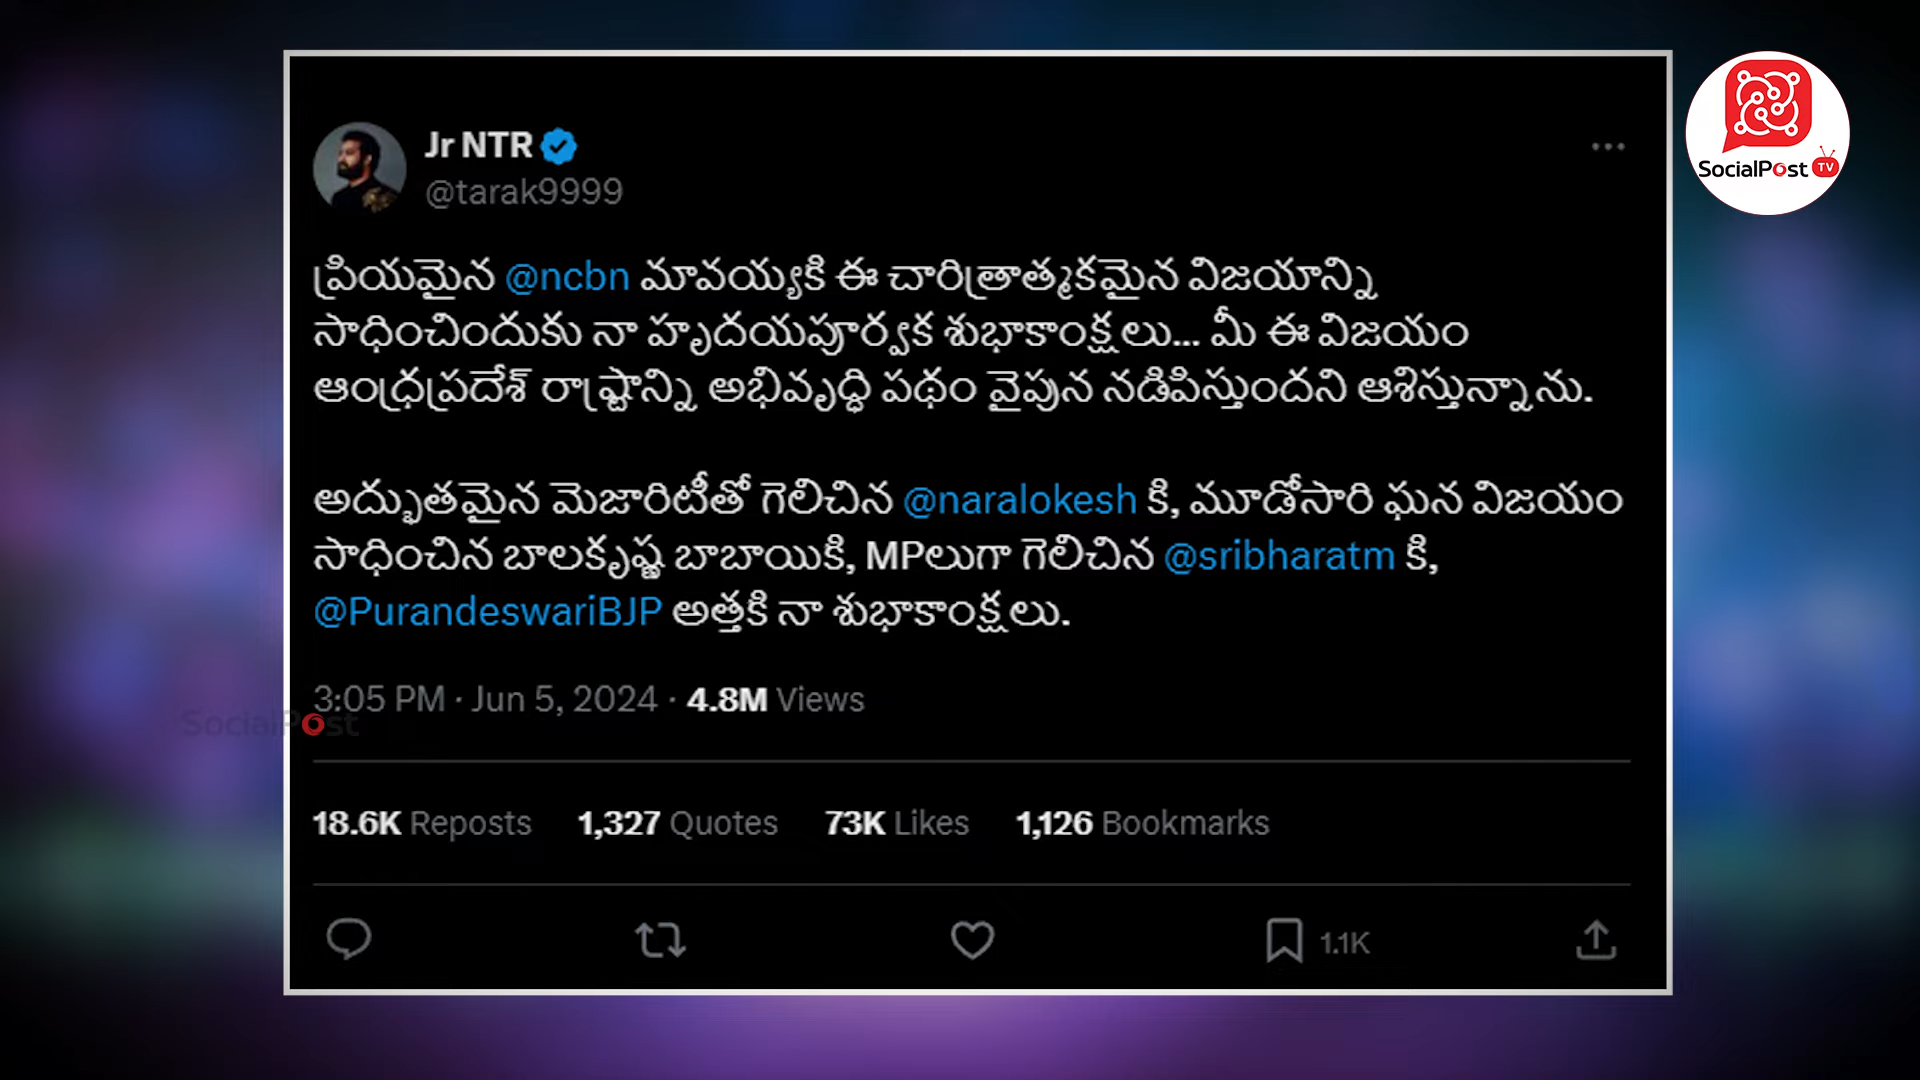 Jr NTR
@tarak9999
ప్రియమైన @ncbn మావయ్యకి ఈ చారిత్రాత్మకమైన విజయాన్ని
సాధించిందుకు నా హృదయపూర్వక శుభాకాంక్షలు... మీ ఈ విజయం
ఆంధ్రప్రదేశ్ రాష్ట్రాన్ని అభివృద్ధి పథం వైపున నడిపిస్తుందని ఆశిస్తున్నాను.
అద్భుతమైన మెజారిటీతో గెలిచిన @naralokesh కి, మూడోసారి ఘన విజయం
సాధించిన బాలకృష్ణ బాబాయికి, MPలుగా గెలిచిన @sribharatm కి,
@PurandeswariBJP అత్తకి నా శుభాకాంక్షలు.
3:05 PM · Jun 5, 2024 · 4.8M Views
SocialPost
18.6K Reposts 1,327 Quotes 73K Likes 1,126 Bookmarks
1.1K
SocialPost TV